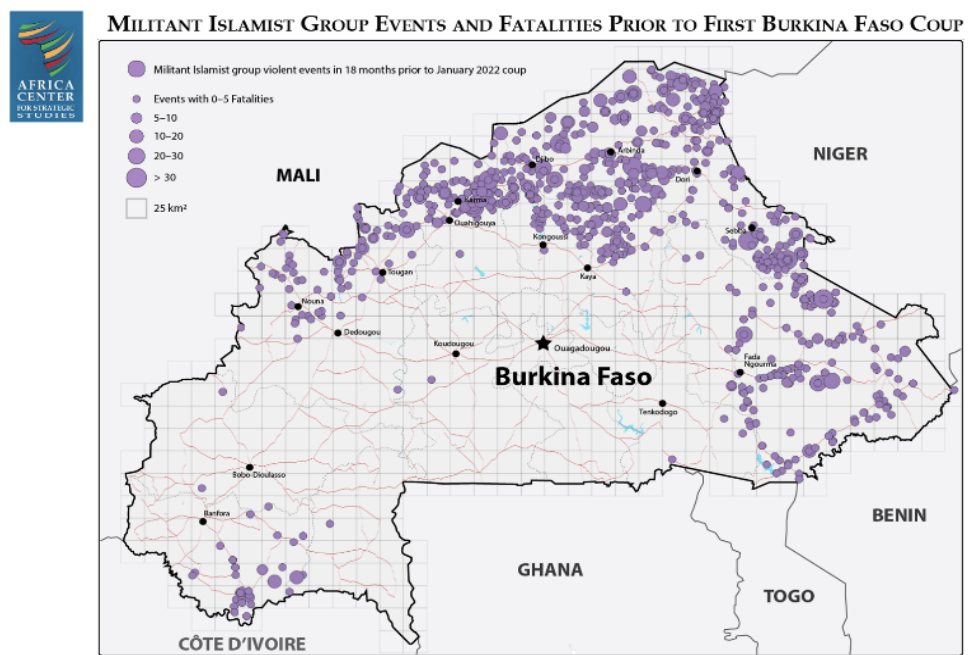 MILITANT ISLAMIST GROUP EVENTS AND FATALITIES PRIOR TO FIRST BURKINA FASO COUP
AFRICA
CENTER
FOR STRATEGIC
STUDIES
Militant Islamist group violent events in 18 months prior to January 2022 coup
Events with 0–5 Fatalities
5–10
10–20
20–30
> 30
25 km²
MALI
NIGER
Djibo
Arbinda
Dori
Ouahigouya
Kongoussi
Sebba
Kaya
Tougan
Nouna
Dedougou
Koudougou
Ouagadougou
Burkina Faso
Fada
Ngourma
Tenkodogo
Bobo-Dioulasso
Banfora
BENIN
GHANA
TOGO
CÔTE D'IVOIRE